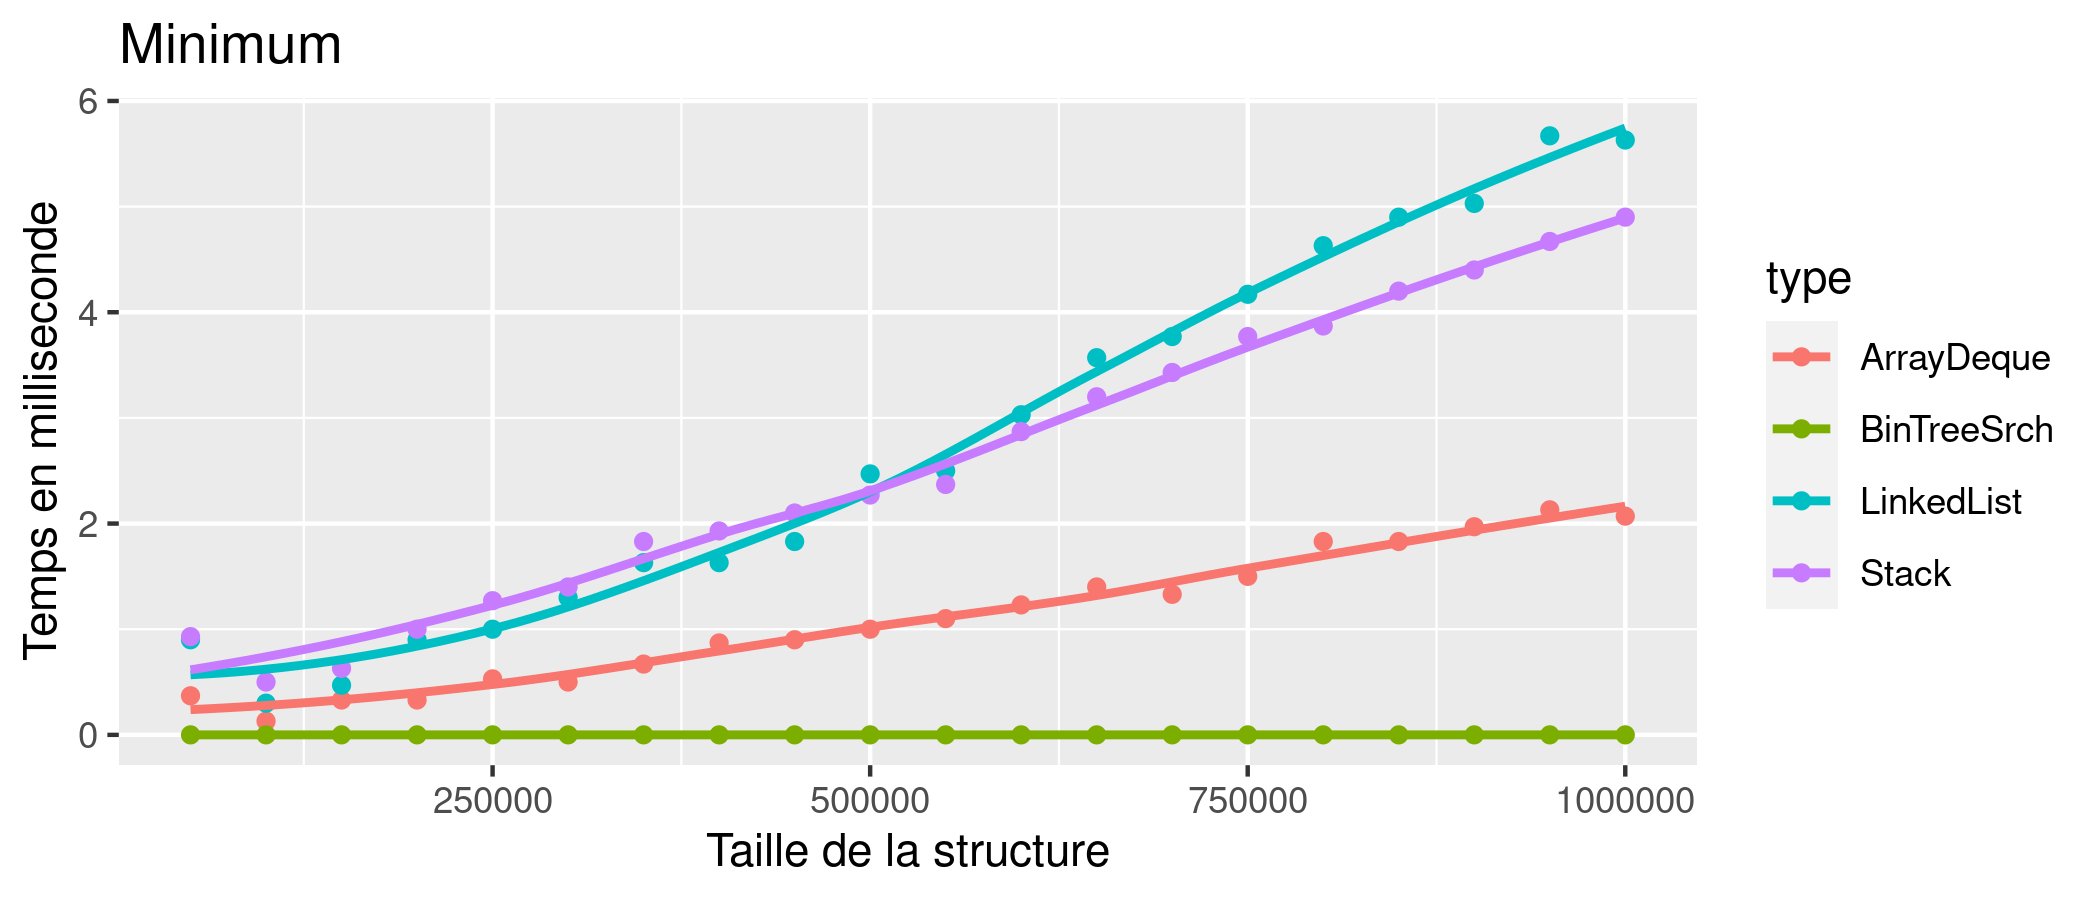 Minimum
Temps en milliseconde
6
4
2
0
250000 500000 750000 1000000
Taille de la structure
type
ArrayDeque
BinTreeSrch
LinkedList
Stack